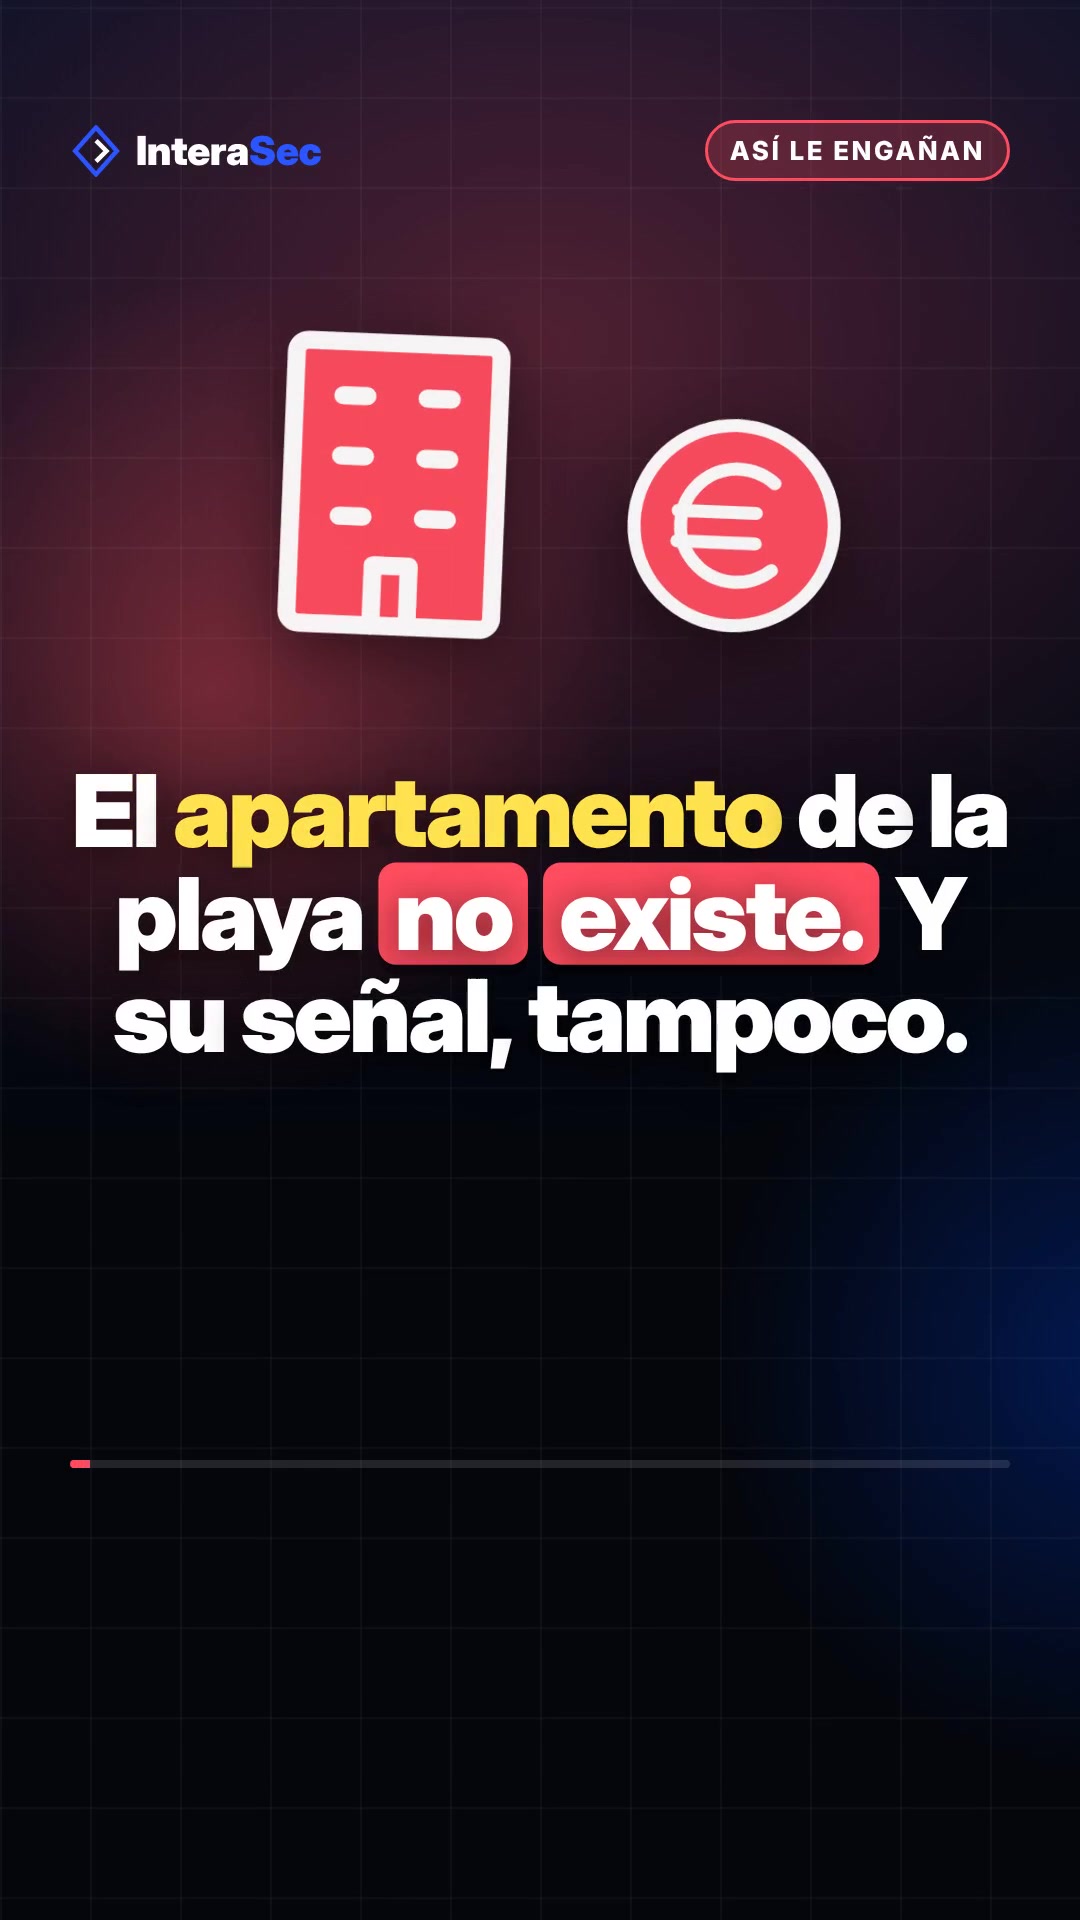 InteraSec
ASÍ LE ENGAÑAN
€
El apartamento de la
playa no existe. Y
su señal, tampoco.